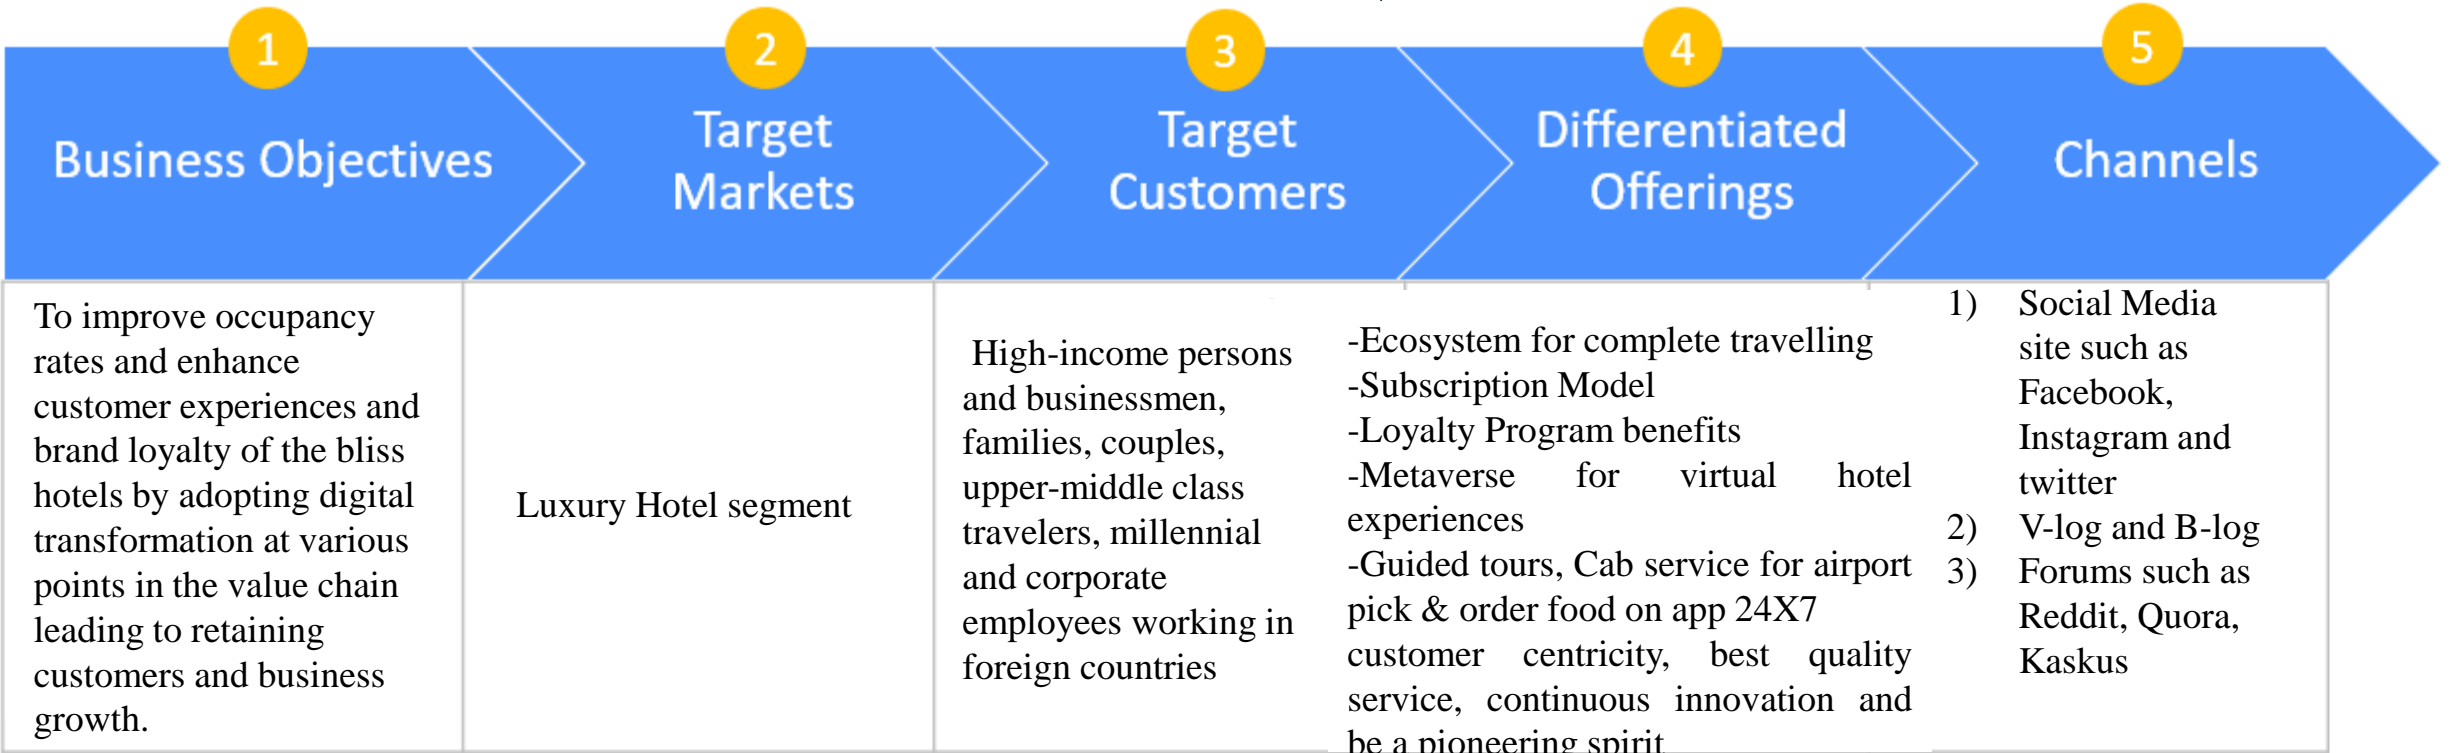 1
Business Objectives
2
Target
Markets
3
Target
Customers
4
Differentiated
Offerings
5
Channels
To improve occupancy
rates and enhance
customer experiences and
brand loyalty of the bliss
hotels by adopting digital
transformation at various
points in the value chain
leading to retaining
customers and business
growth.
Luxury Hotel segment
High-income persons
and businessmen,
families, couples,
upper-middle class
travelers, millennial
and corporate
employees working in
foreign countries
-Ecosystem for complete travelling
-Subscription Model
-Loyalty Program benefits
-Metaverse for virtual hotel
experiences
-Guided tours, Cab service for airport
pick & order food on app 24X7
customer centricity, best quality
service, continuous innovation and
be a pioneering spirit
1) Social Media
site such as
Facebook,
Instagram and
twitter
2) V-log and B-log
3) Forums such as
Reddit, Quora,
Kaskus